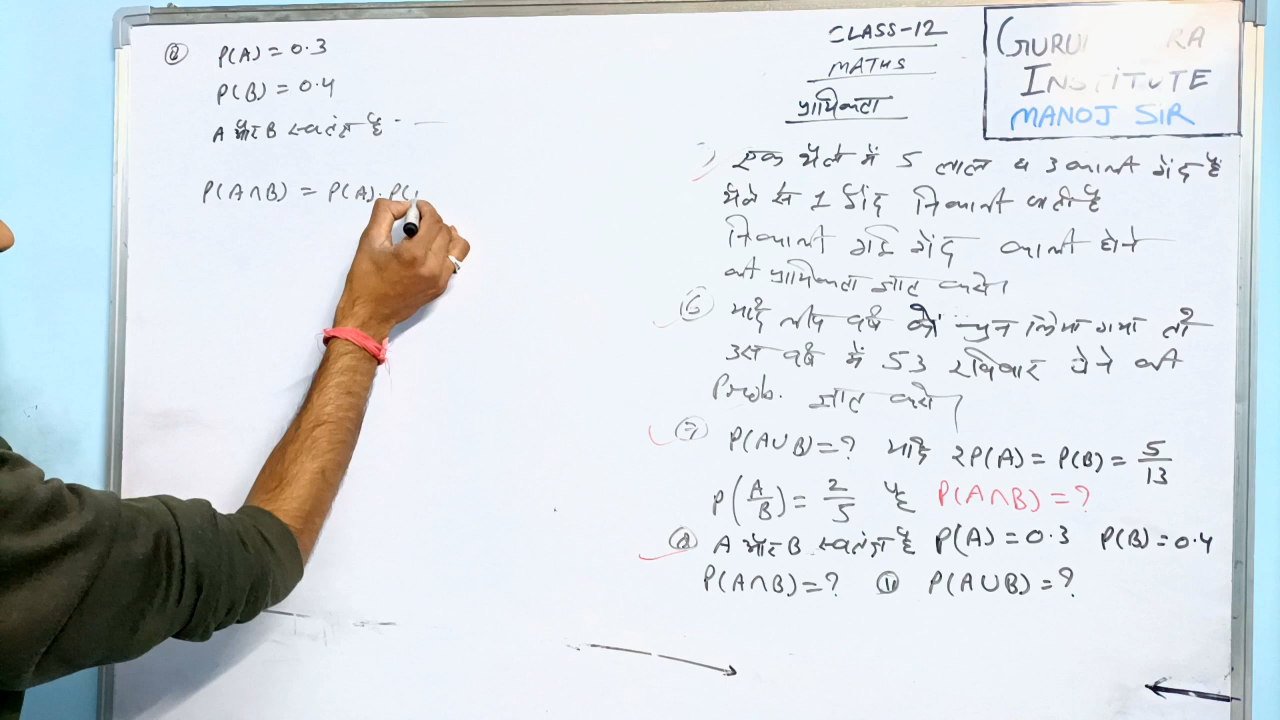 ⑧ P(A) = 0.3
P(B) = 0.4
A और B स्वतंत्र है
P(A∩B) = P(A). P(
CLASS-12
MATHS
प्रायिकता
GURU RA
INSTITUTE
MANOJ SIR
एक थैले में 5 लाल व 3 काली गेंद है
थैले से 1 गेंद निकाली जाती है
निकाली गई गेंद काली होने
की प्रायिकता ज्ञात करो।
⑥ यदि लीप वर्ष को चुन लिया गया तो
उस वर्ष में 53 रविवार होने की
Prob. ज्ञात करो।
⑦ P(A∪B) = ? यदि 2P(A) = P(B) = 5/13
P(A/B) = 2/5 है P(A∩B) = ?
⑧ A और B स्वतंत्र है P(A) = 0.3 P(B) = 0.4
P(A∩B) = ? ⑪ P(A∪B) = ?